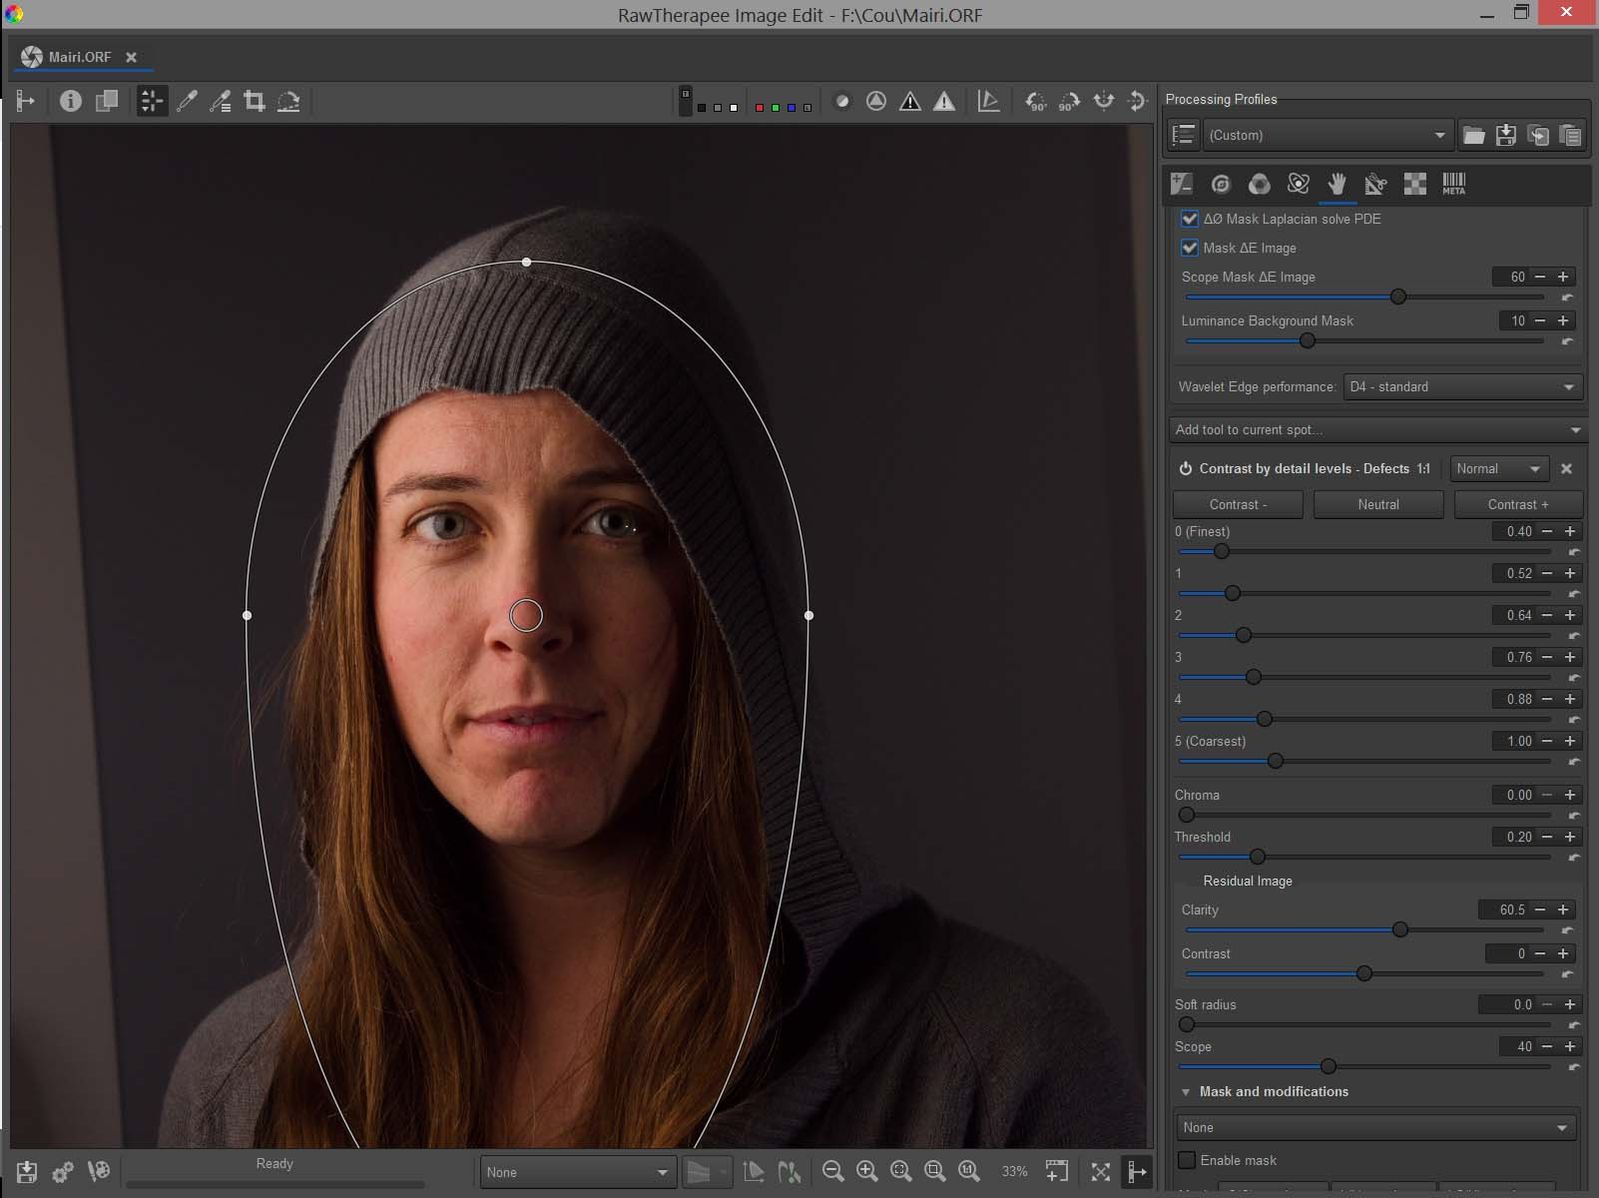 RawTherapee Image Edit - F:\Cou\Mairi.ORF
Mairi.ORF
Processing Profiles
(Custom)
META
ΔØ Mask Laplacian solve PDE
Mask ΔE Image
Scope Mask ΔE Image 60
Luminance Background Mask 10
Wavelet Edge performance: D4 - standard
Add tool to current spot...
Contrast by detail levels - Defects 1:1 Normal
Contrast - Neutral Contrast +
0 (Finest) 0.40
1 0.52
2 0.64
3 0.76
4 0.88
5 (Coarsest) 1.00
Chroma 0.00
Threshold 0.20
Residual Image
Clarity 60.5
Contrast 0
Soft radius 0.0
Scope 40
Mask and modifications
None
Enable mask
Ready
None
33%